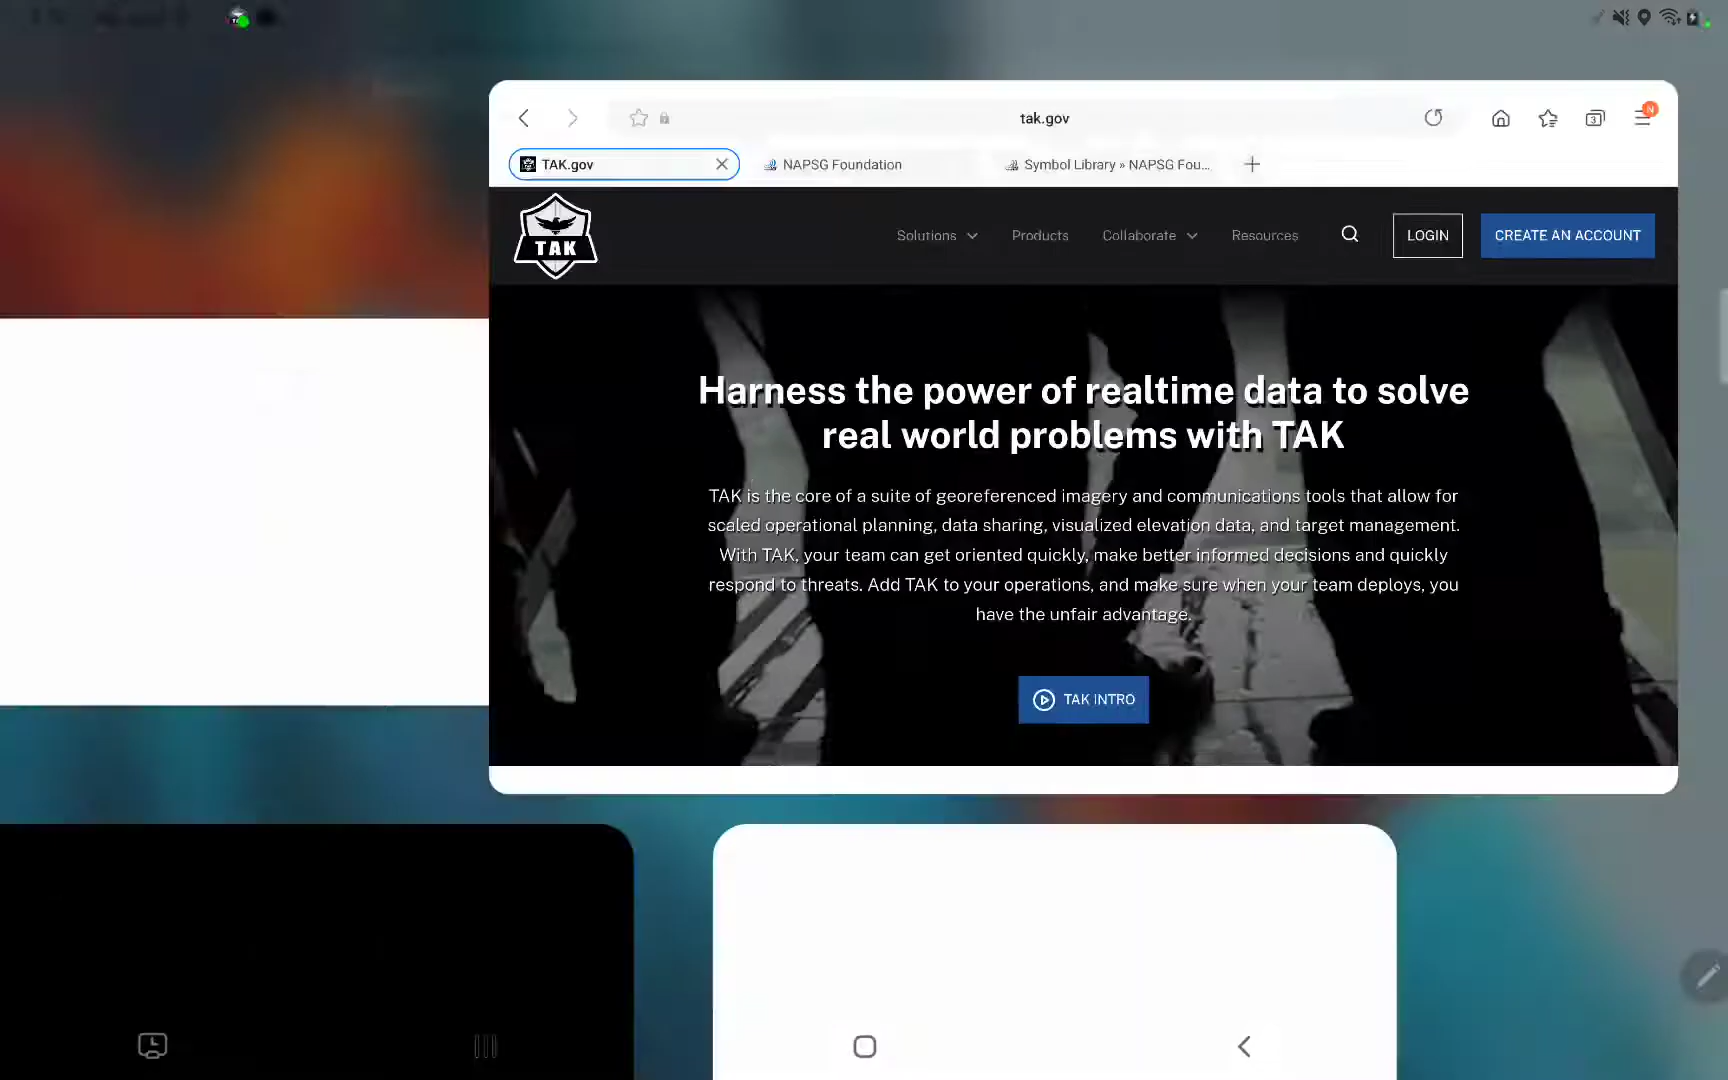 tak.gov
3
N
TAK.gov
NAPSG Foundation
Symbol Library » NAPSG Fou...
TAK
Solutions
Products
Collaborate
Resources
LOGIN
CREATE AN ACCOUNT
Harness the power of realtime data to solve
real world problems with TAK
TAK is the core of a suite of georeferenced imagery and communications tools that allow for
scaled operational planning, data sharing, visualized elevation data, and target management.
With TAK, your team can get oriented quickly, make better informed decisions and quickly
respond to threats. Add TAK to your operations, and make sure when your team deploys, you
have the unfair advantage.
TAK INTRO